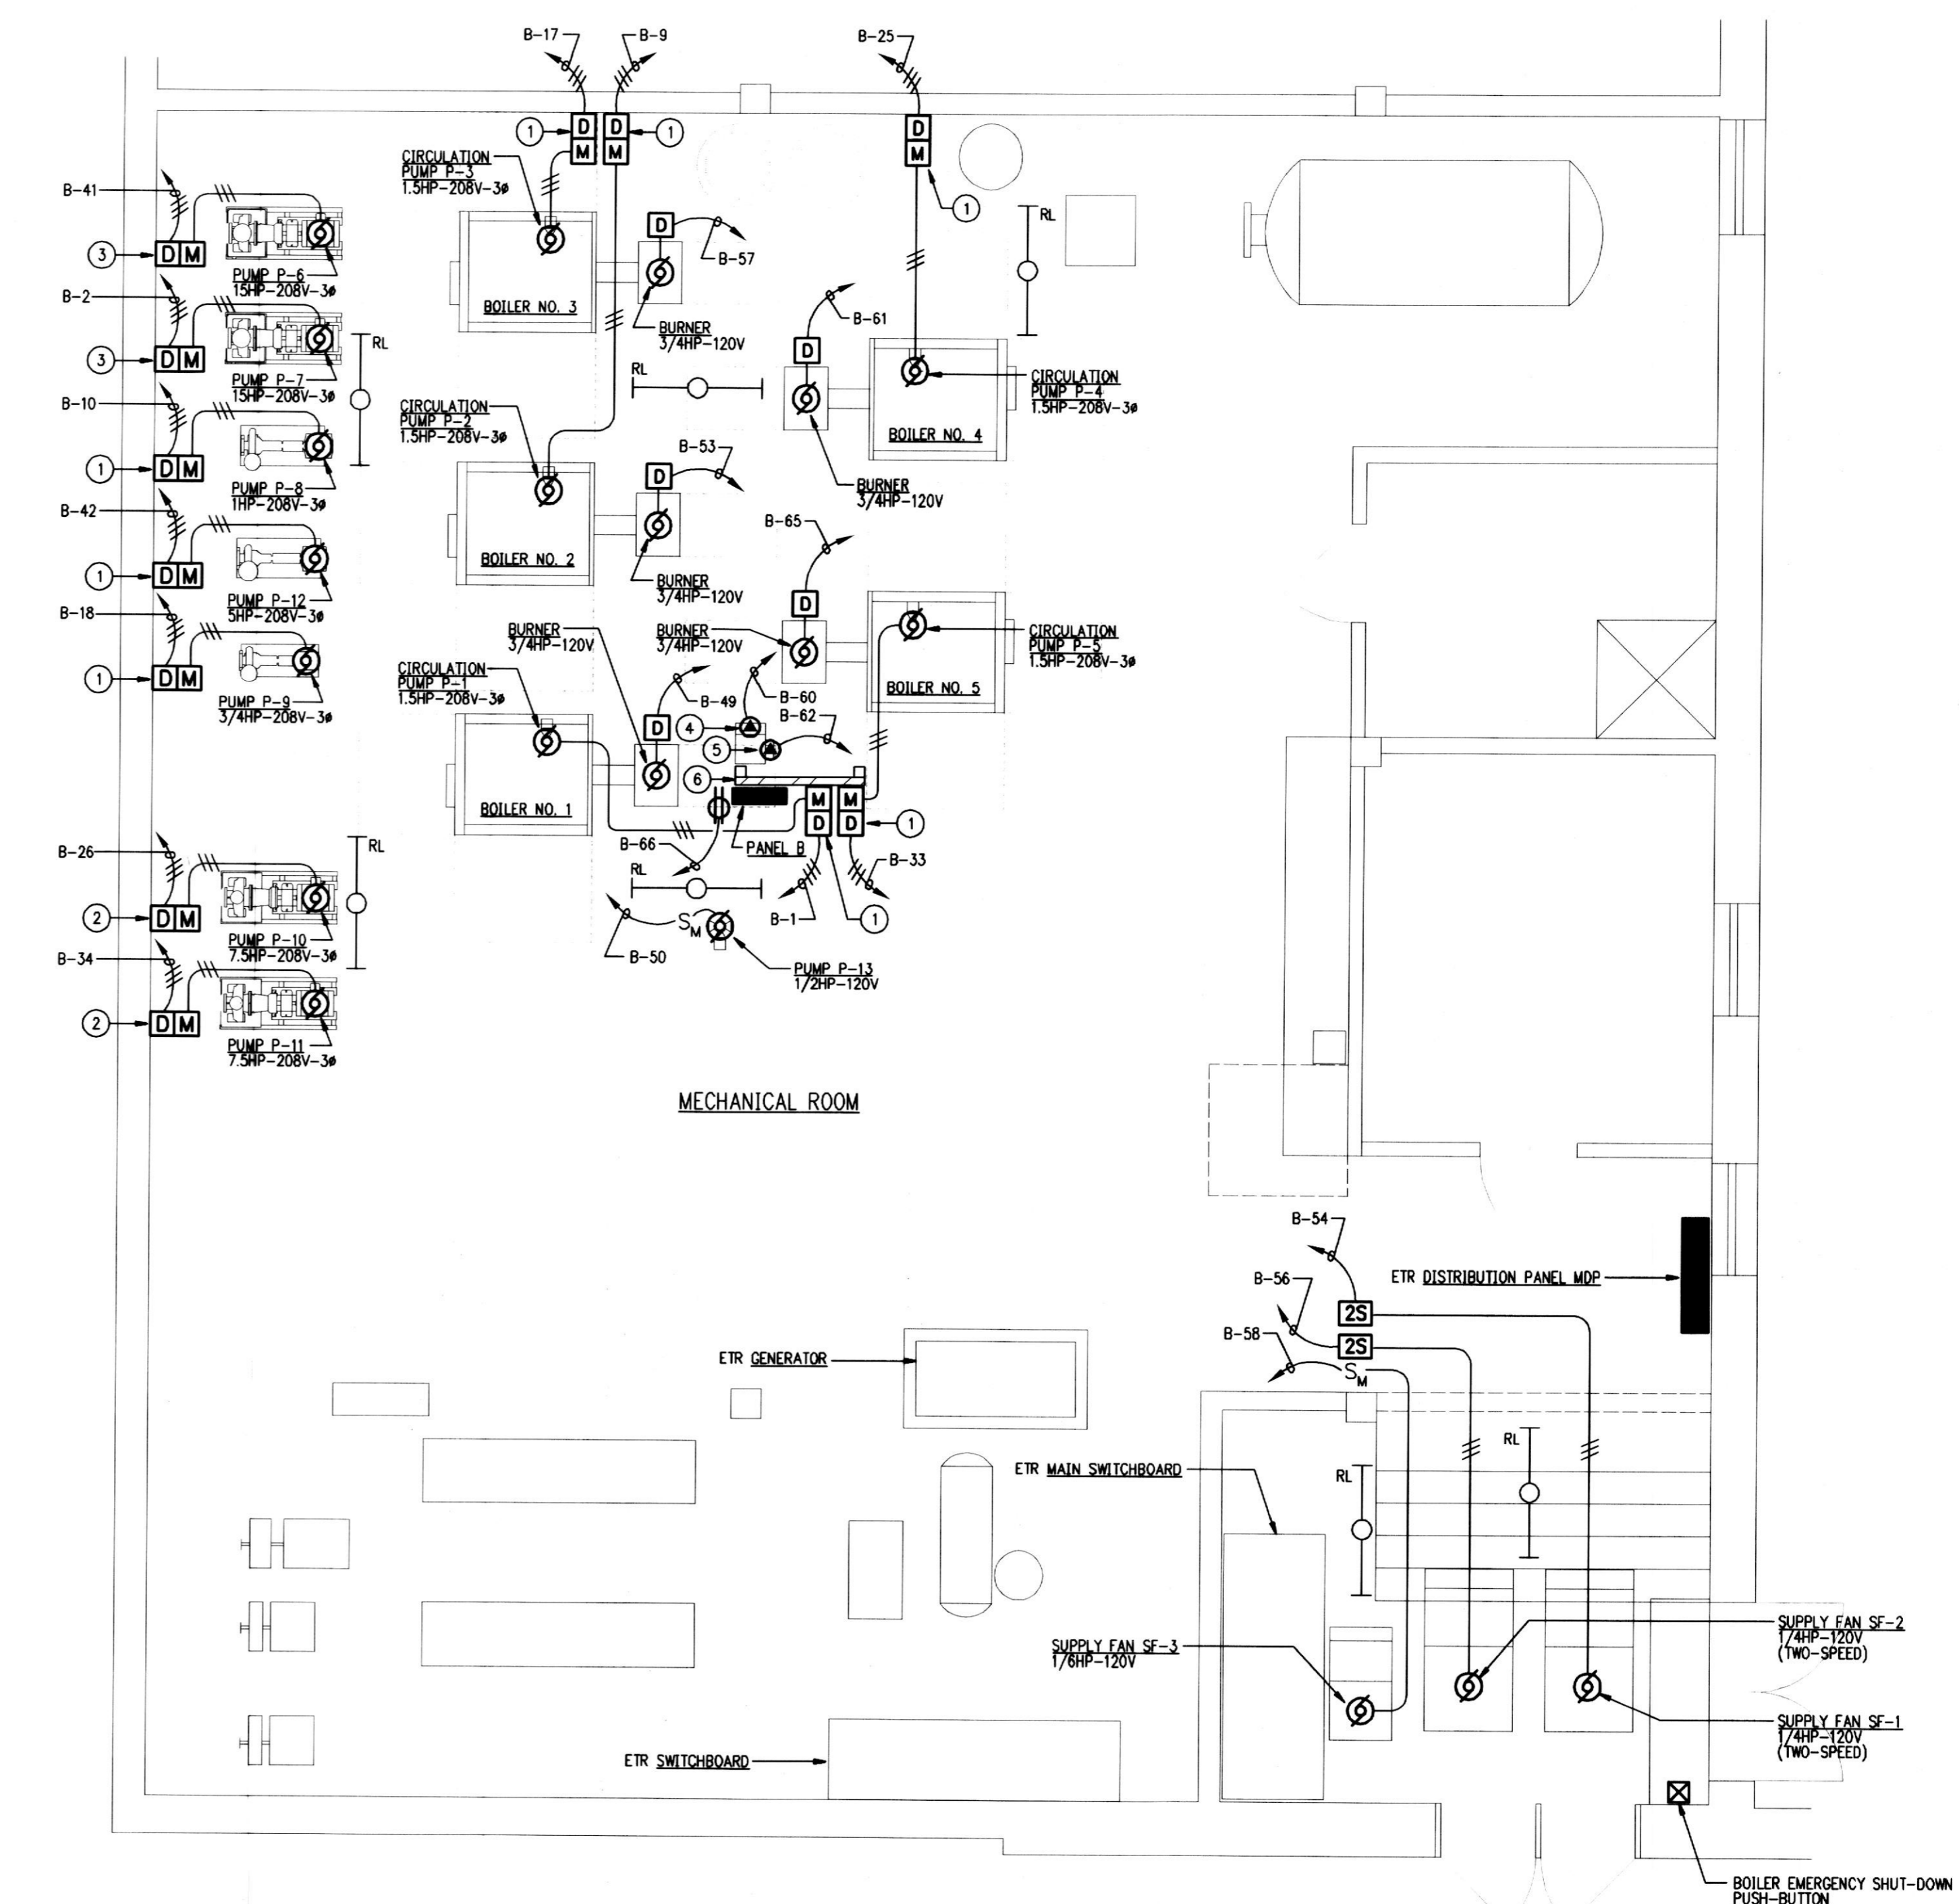 B-17
B-9
B-25
D
M
D
M
D
M
1
1
1
CIRCULATION
PUMP P-3
1.5HP-208V-3ø
BOILER NO. 3
D
B-57
BURNER
3/4HP-120V
RL
B-41
3
D M
PUMP P-6
15HP-208V-3ø
B-2
3
D M
PUMP P-7
15HP-208V-3ø
RL
B-10
1
D M
PUMP P-8
1HP-208V-3ø
B-42
1
D M
PUMP P-12
5HP-208V-3ø
B-18
1
D M
PUMP P-9
3/4HP-208V-3ø
B-61
D
RL
CIRCULATION
PUMP P-4
1.5HP-208V-3ø
BOILER NO. 4
BURNER
3/4HP-120V
CIRCULATION
PUMP P-2
1.5HP-208V-3ø
BOILER NO. 2
B-53
D
BURNER
3/4HP-120V
B-65
D
BURNER
3/4HP-120V
CIRCULATION
PUMP P-5
1.5HP-208V-3ø
BOILER NO. 5
BURNER
3/4HP-120V
CIRCULATION
PUMP P-1
1.5HP-208V-3ø
BOILER NO. 1
D
B-49
B-60
B-62
4
5
6
M
D
M
D
1
B-66
PANEL B
B-33
RL
B-1
1
SM
B-50
PUMP P-13
1/2HP-120V
B-26
RL
2
D M
PUMP P-10
7.5HP-208V-3ø
B-34
2
D M
PUMP P-11
7.5HP-208V-3ø
MECHANICAL ROOM
B-54
B-56
B-58
2S
2S
SM
ETR DISTRIBUTION PANEL MDP
ETR GENERATOR
ETR MAIN SWITCHBOARD
RL
RL
SUPPLY FAN SF-3
1/6HP-120V
SUPPLY FAN SF-2
1/4HP-120V
(TWO-SPEED)
SUPPLY FAN SF-1
1/4HP-120V
(TWO-SPEED)
ETR SWITCHBOARD
BOILER EMERGENCY SHUT-DOWN
PUSH-BUTTON